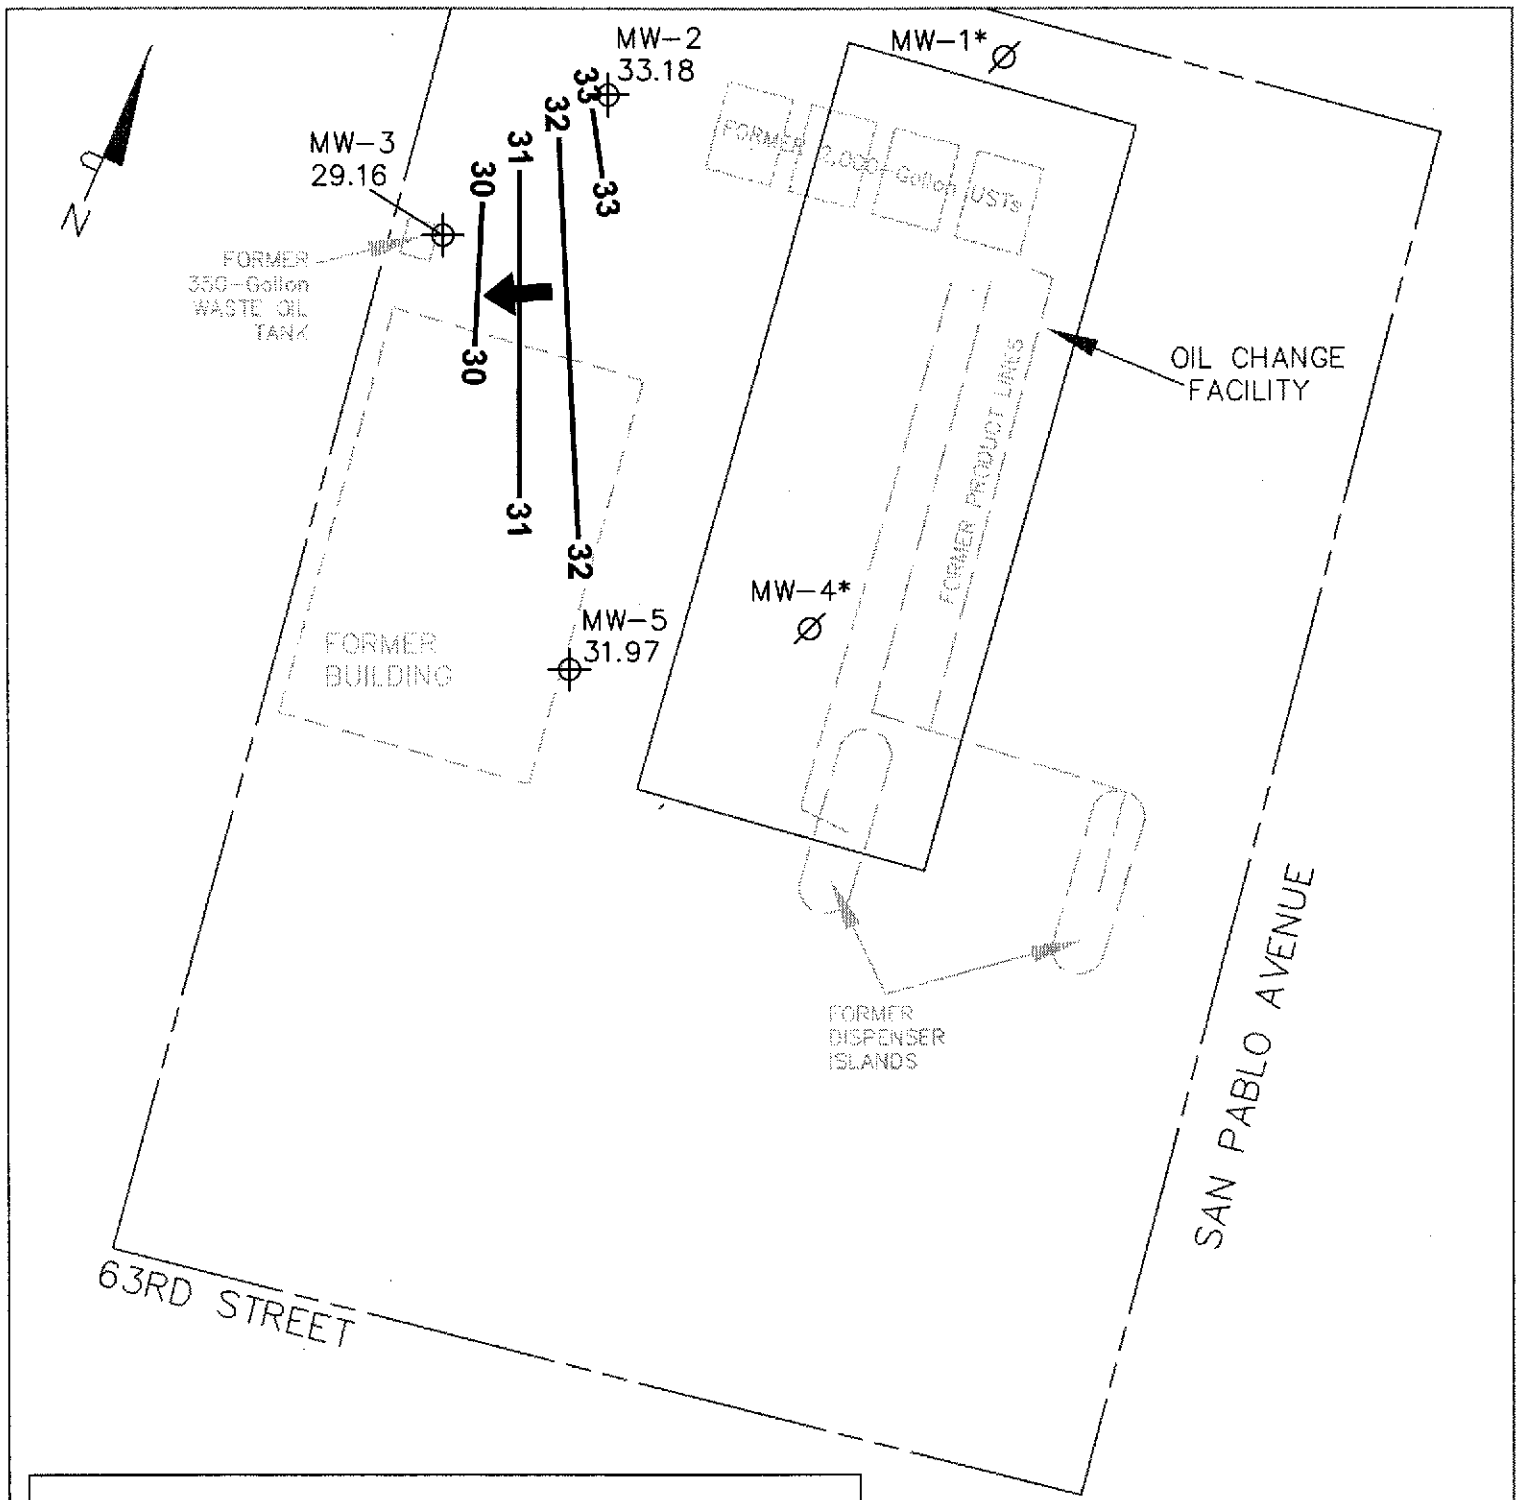 MW-2
33.18
MW-1*
MW-3
29.16
33
32
31
30
33
FORMER 2,000-Gallon USTs
N
FORMER
350-Gallon
WASTE OIL
TANK
30
31
32
OIL CHANGE
FACILITY
FORMER PRODUCT LINES
MW-4*
MW-5
31.97
FORMER
BUILDING
FORMER
DISPENSER
ISLANDS
SAN PABLO AVENUE
63RD STREET